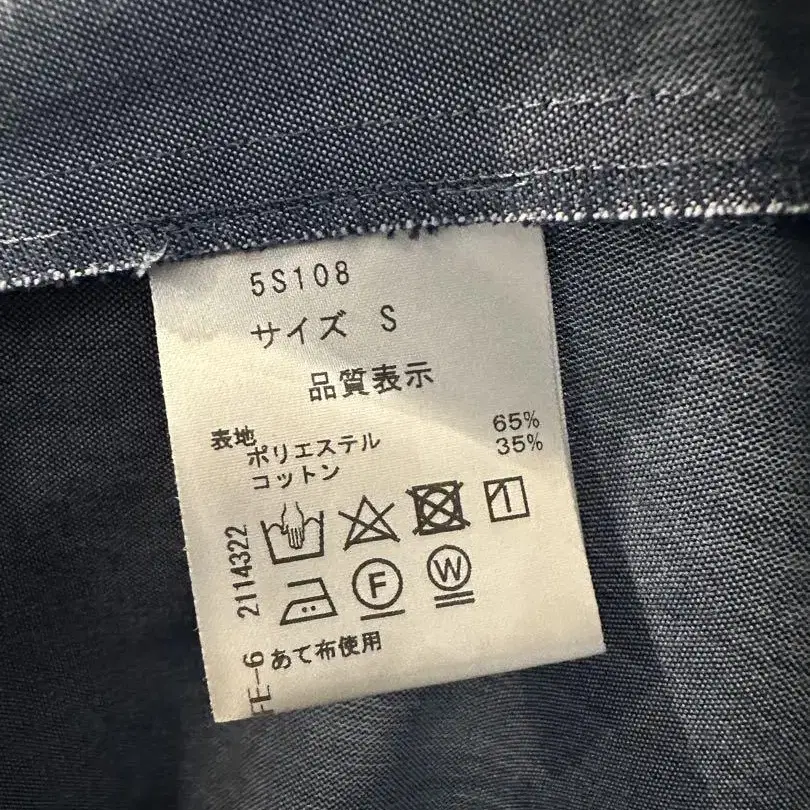 5S108
サイズ S
品質表示
表地
ポリエステル 65%
コットン 35%
F
W
あて布使用
2114322
FE-6